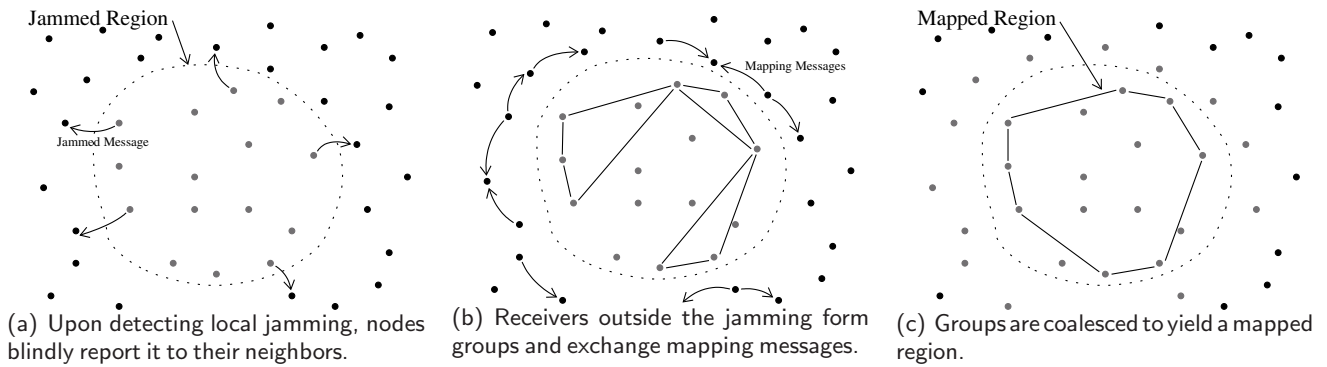 Jammed Region
Jammed Message
(a) Upon detecting local jamming, nodes
blindly report it to their neighbors.
Mapping Messages
(b) Receivers outside the jamming form
groups and exchange mapping messages.
Mapped Region
(c) Groups are coalesced to yield a mapped
region.